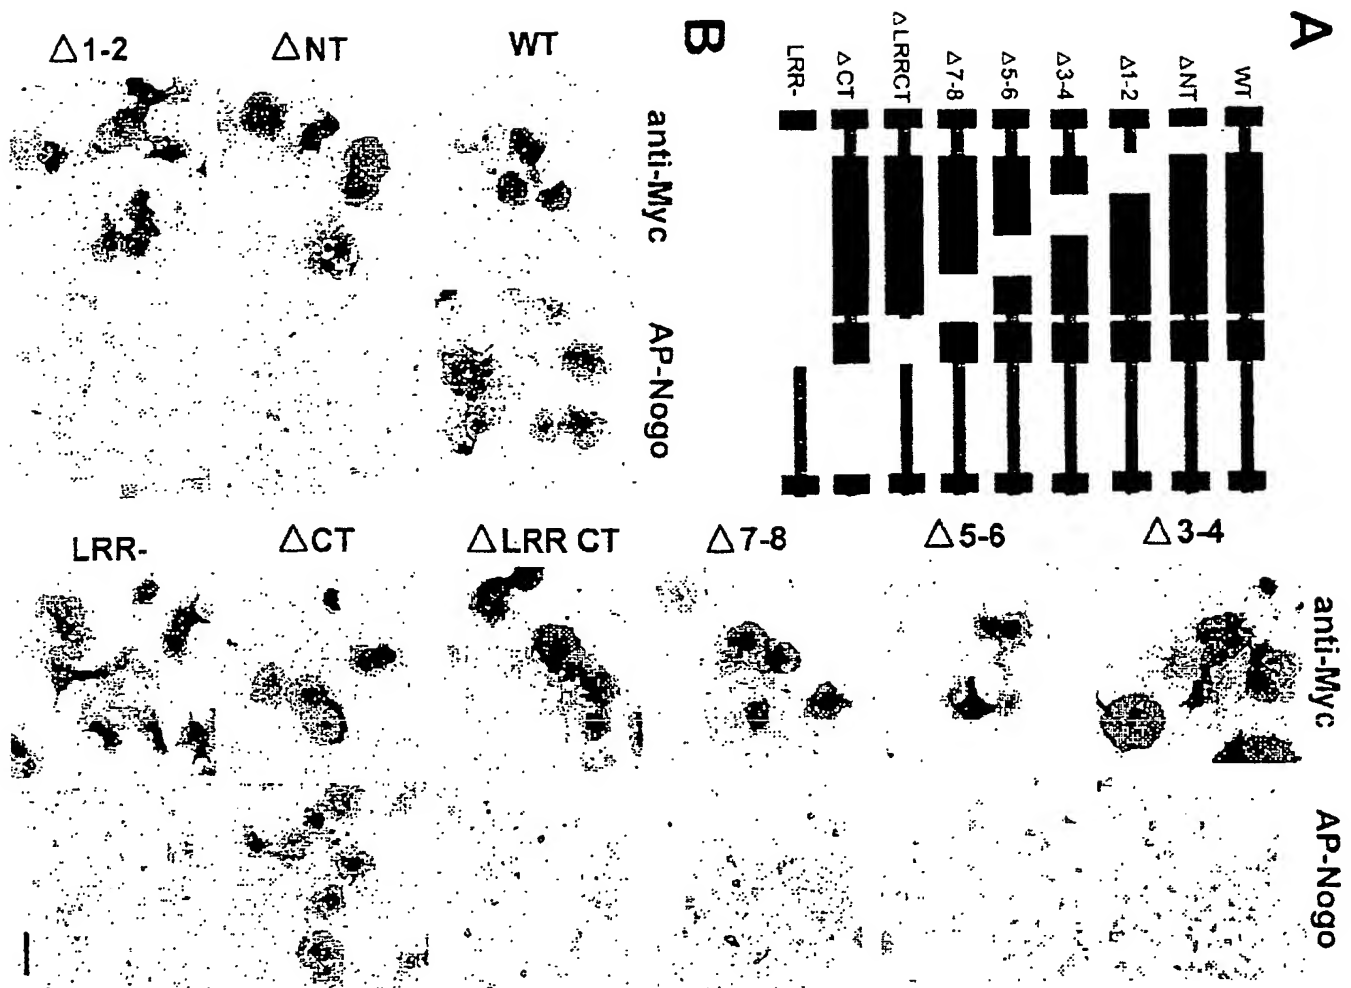 A
WT
ΔNT
Δ1-2
Δ3-4
Δ5-6
Δ7-8
ΔLRRCT
ΔCT
LRR-
B
Δ1-2
ΔNT
WT
anti-Myc
AP-Nogo
LRR-
ΔCT
ΔLRR CT
Δ7-8
Δ5-6
Δ3-4
anti-Myc
AP-Nogo